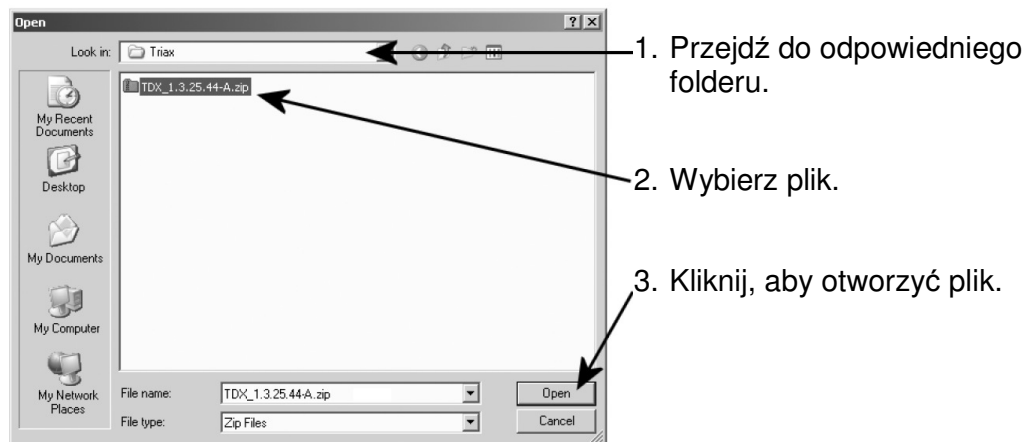 Open
Look in:
Triax
1. Przejdź do odpowiedniego
folderu.
TDX_1.3.25.44-A.zip
My Recent
Documents
Desktop
2. Wybierz plik.
My Documents
3. Kliknij, aby otworzyć plik.
My Computer
My Network
Places
File name:
TDX_1.3.25.44-A.zip
Open
File type:
Zip Files
Cancel